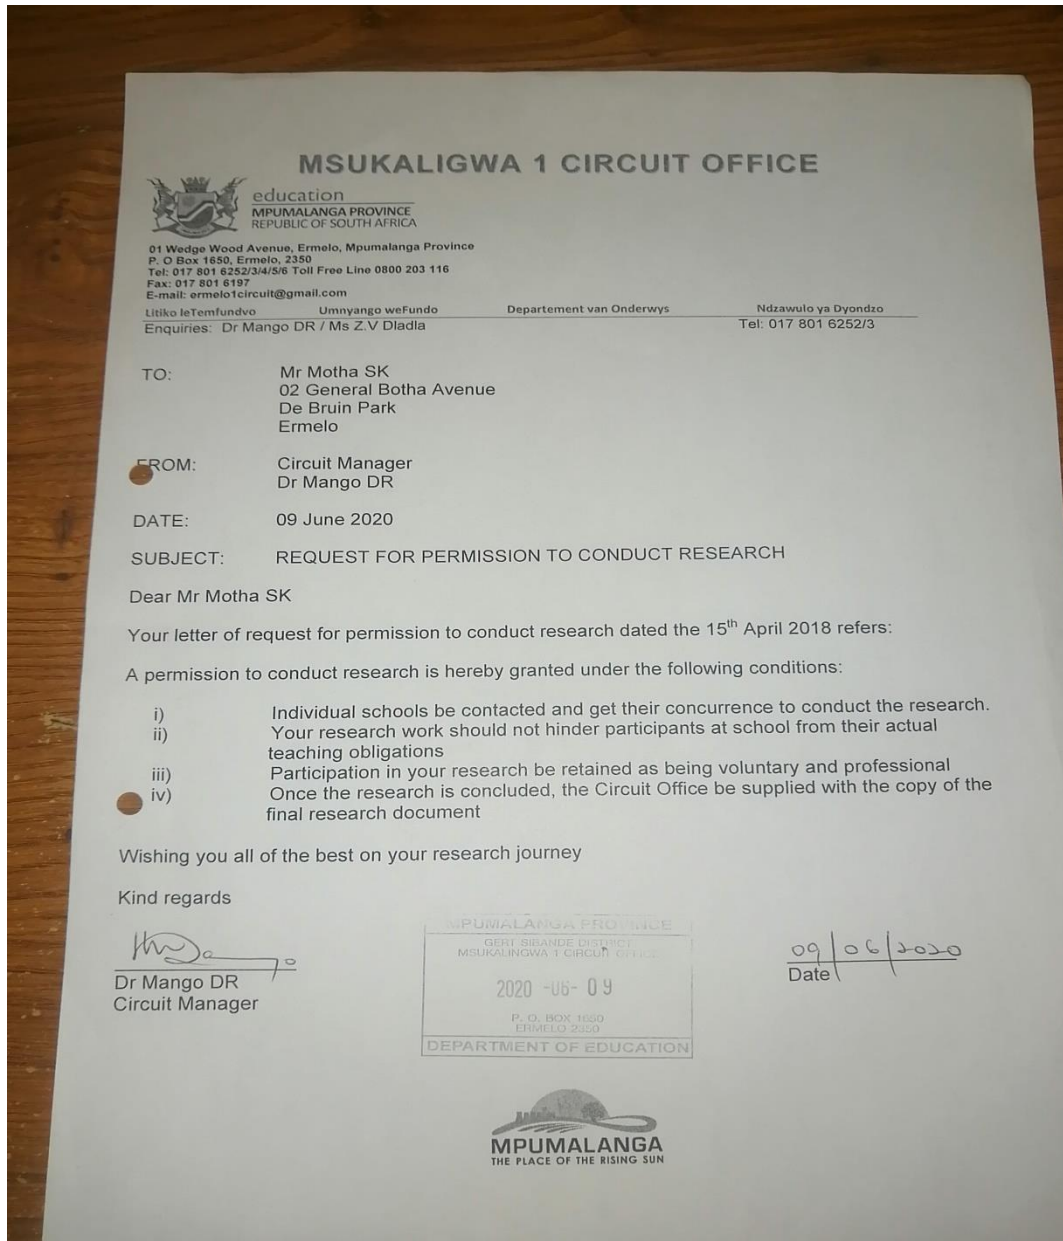 MSUKALIGWA 1 CIRCUIT OFFICE
education
MPUMALANGA PROVINCE
REPUBLIC OF SOUTH AFRICA
01 Wedge Wood Avenue, Ermelo, Mpumalanga Province
P. O Box 1650, Ermelo, 2350
Tel: 017 801 6252/3/4/5/6 Toll Free Line 0800 203 116
Fax: 017 801 6197
E-mail: ermelo1circuit@gmail.com
Litiko leTemfundvo Umnyango weFundo Departement van Onderwys Ndzawulo ya Dyondzo
Enquiries: Dr Mango DR / Ms Z.V Dladla Tel: 017 801 6252/3
TO: Mr Motha SK
02 General Botha Avenue
De Bruin Park
Ermelo
FROM: Circuit Manager
Dr Mango DR
DATE: 09 June 2020
SUBJECT: REQUEST FOR PERMISSION TO CONDUCT RESEARCH
Dear Mr Motha SK
Your letter of request for permission to conduct research dated the 15th April 2018 refers:
A permission to conduct research is hereby granted under the following conditions:
i) Individual schools be contacted and get their concurrence to conduct the research.
ii) Your research work should not hinder participants at school from their actual
teaching obligations
iii) Participation in your research be retained as being voluntary and professional
iv) Once the research is concluded, the Circuit Office be supplied with the copy of the
final research document
Wishing you all of the best on your research journey
Kind regards
Dr Mango DR
Circuit Manager
MPUMALANGA PROVINCE
GERT SIBANDE DISTRICT
MSUKALINGWA 1 CIRCUIT OFFICE
2020 -06- 09
P. O. BOX 1650
ERMELO 2350
DEPARTMENT OF EDUCATION
09/06/2020
Date
MPUMALANGA
THE PLACE OF THE RISING SUN